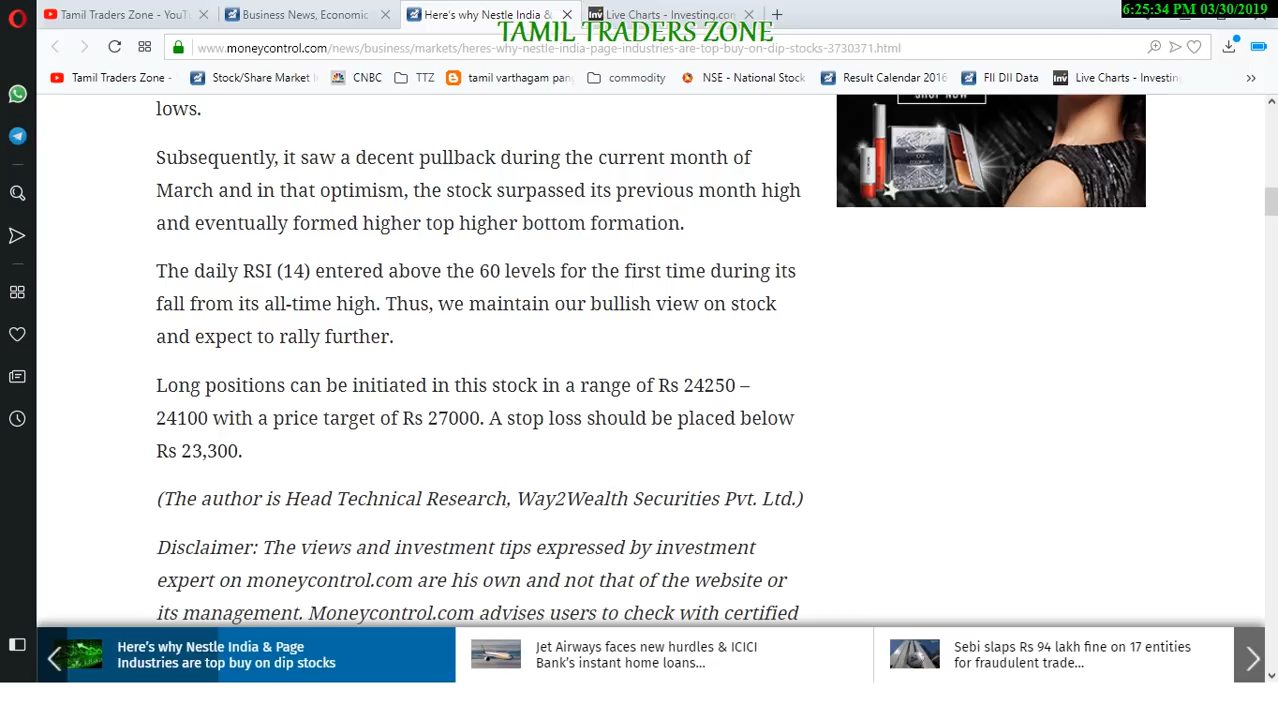 6:25:34 PM 03/30/2019
Tamil Traders Zone - YouTu
Business News, Economic
Here's why Nestle India &
Live Charts - Investing.com
TAMIL TRADERS ZONE
www.moneycontrol.com/news/business/markets/heres-why-nestle-india-page-industries-are-top-buy-on-dip-stocks-3730371.html
Tamil Traders Zone -
Stock/Share Market I
CNBC
TTZ
tamil varthagam pan
commodity
NSE - National Stock
Result Calendar 2016
FII DII Data
Inv
Live Charts - Investin
SHOP NOW
lows.
Subsequently, it saw a decent pullback during the current month of
March and in that optimism, the stock surpassed its previous month high
and eventually formed higher top higher bottom formation.
The daily RSI (14) entered above the 60 levels for the first time during its
fall from its all-time high. Thus, we maintain our bullish view on stock
and expect to rally further.
Long positions can be initiated in this stock in a range of Rs 24250 –
24100 with a price target of Rs 27000. A stop loss should be placed below
Rs 23,300.
(The author is Head Technical Research, Way2Wealth Securities Pvt. Ltd.)
Disclaimer: The views and investment tips expressed by investment
expert on moneycontrol.com are his own and not that of the website or
its management. Moneycontrol.com advises users to check with certified
Here's why Nestle India & Page
Industries are top buy on dip stocks
Jet Airways faces new hurdles & ICICI
Bank's instant home loans...
Sebi slaps Rs 94 lakh fine on 17 entities
for fraudulent trade...